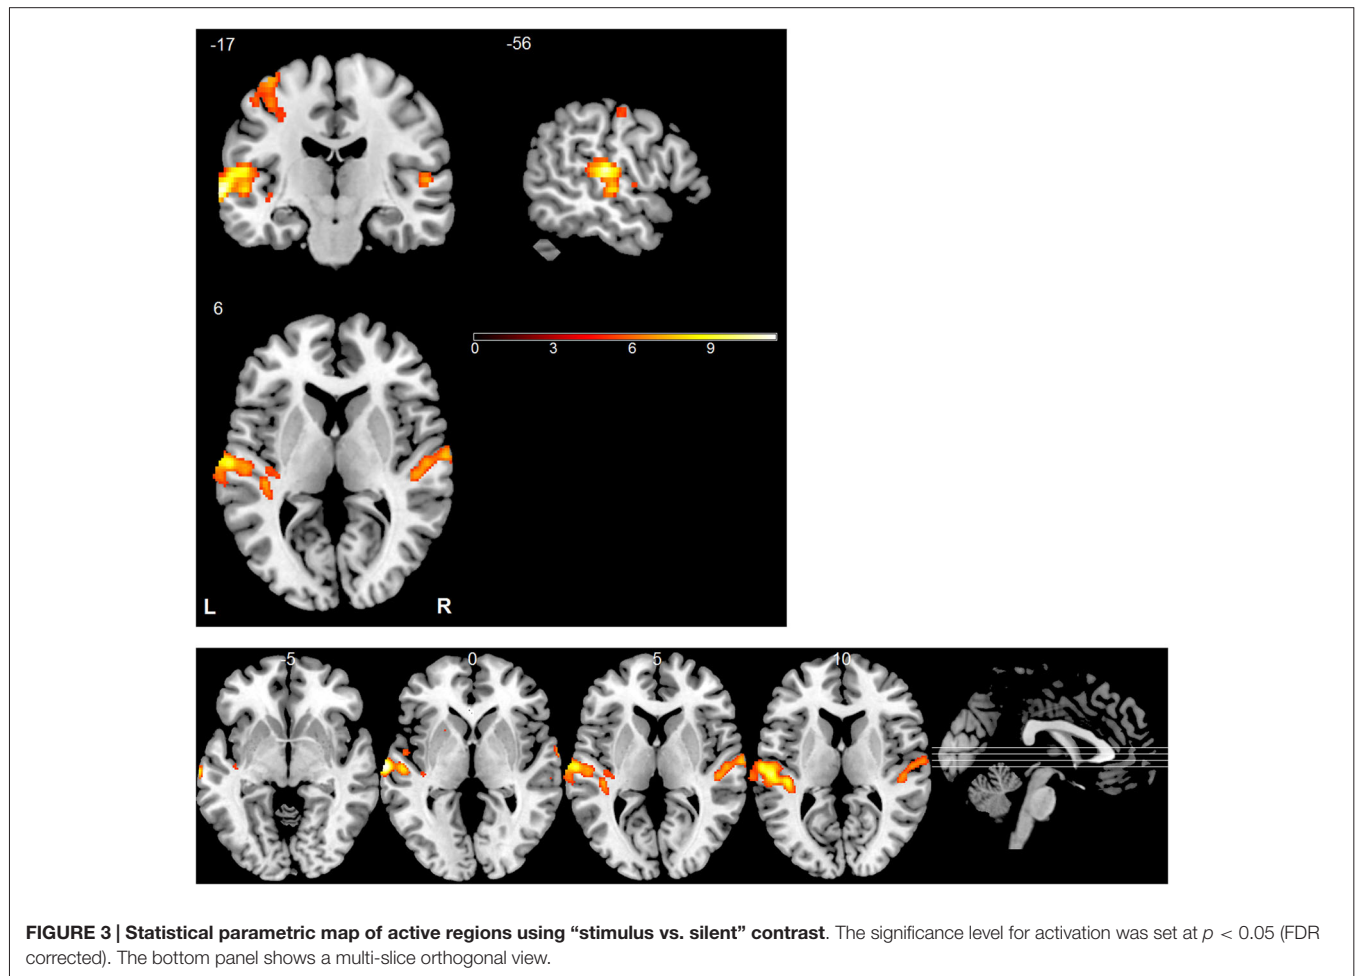 -17 -56
6
0 3 6 9
L R
-5 0 5 10
FIGURE 3 | Statistical parametric map of active regions using “stimulus vs. silent” contrast. The significance level for activation was set at p < 0.05 (FDR
corrected). The bottom panel shows a multi-slice orthogonal view.